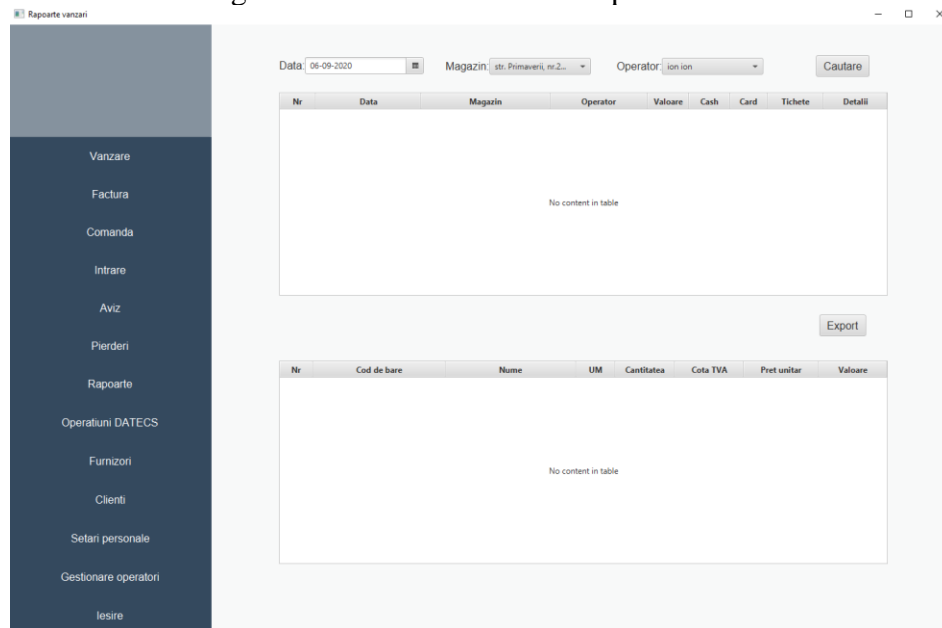 Rapoarte vanzari
Data: 06-09-2020 Magazin: str. Primaverii, nr.2... Operator: ion ion Cautare
Nr Data Magazin Operator Valoare Cash Card Tichete Detalii
No content in table
Export
Nr Cod de bare Nume UM Cantitatea Cota TVA Pret unitar Valoare
No content in table
Vanzare
Factura
Comanda
Intrare
Aviz
Pierderi
Rapoarte
Operatiuni DATECS
Furnizori
Clienti
Setari personale
Gestionare operatori
Iesire